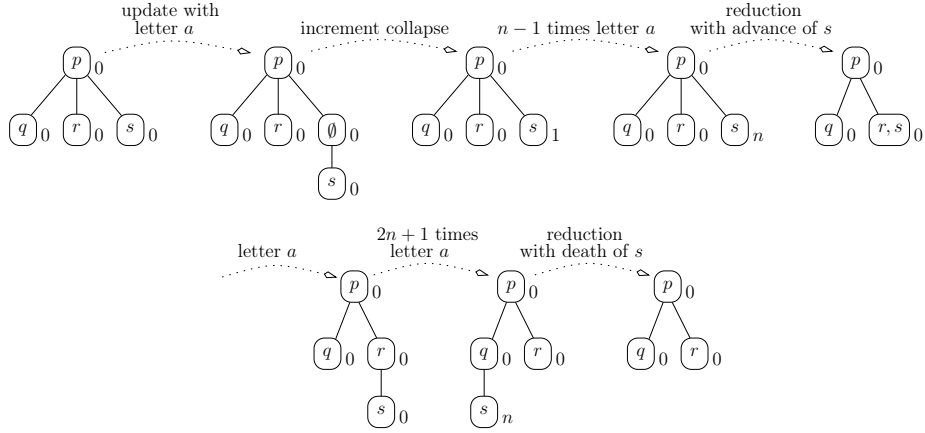 update with
letter a
increment collapse
n − 1 times letter a
reduction
with advance of s
p 0
p 0
p 0
p 0
p 0
q 0 r 0 s 0
q 0 r 0 ∅ 0
q 0 r 0 s 1
q 0 r 0 s n
q 0 r, s 0
s 0
letter a
2n + 1 times
letter a
reduction
with death of s
p 0
p 0
p 0
q 0 r 0
q 0 r 0
q 0 r 0
s 0
s n